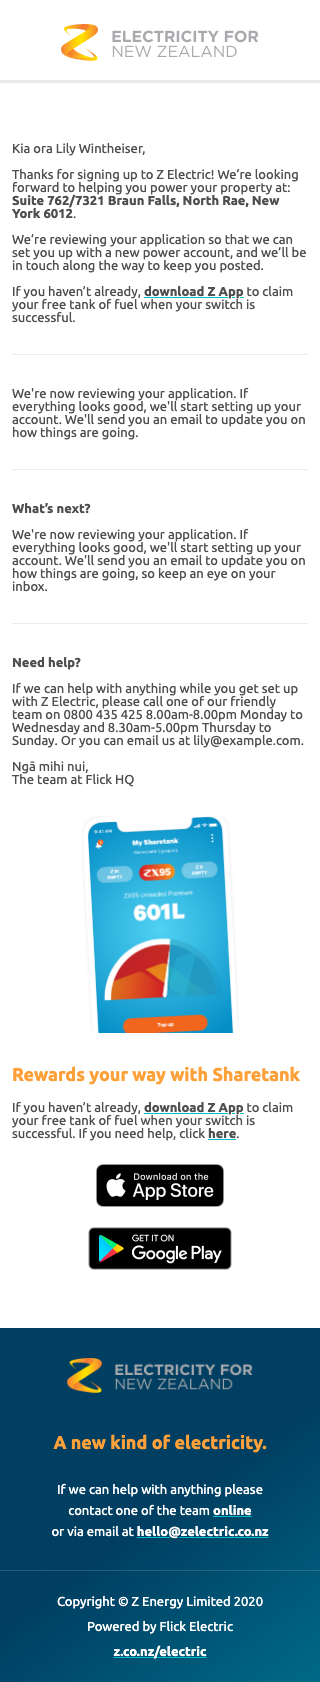 ELECTRICITY FOR
NEW ZEALAND
Kia ora Lily Wintheiser,
Thanks for signing up to Z Electric! We're looking
forward to helping you power your property at:
Suite 762/7321 Braun Falls, North Rae, New
York 6012.
We're reviewing your application so that we can
set you up with a new power account, and we'll be
in touch along the way to keep you posted.
If you haven't already, download Z App to claim
your free tank of fuel when your switch is
successful.
We're now reviewing your application. If
everything looks good, we'll start setting up your
account. We'll send you an email to update you on
how things are going.
What's next?
We're now reviewing your application. If
everything looks good, we'll start setting up your
account. We'll send you an email to update you on
how things are going, so keep an eye on your
inbox.
Need help?
If we can help with anything while you get set up
with Z Electric, please call one of our friendly
team on 0800 435 425 8.00am-8.00pm Monday to
Wednesday and 8.30am-5.00pm Thursday to
Sunday. Or you can email us at lily@example.com.
Ngā mihi nui,
The team at Flick HQ
9:41 AM
My Sharetank
ZX95
ZX95 Unleaded Premium
601L
Top up
Rewards your way with Sharetank
If you haven't already, download Z App to claim
your free tank of fuel when your switch is
successful. If you need help, click here.
Download on the
App Store
GET IT ON
Google Play
ELECTRICITY FOR
NEW ZEALAND
A new kind of electricity.
If we can help with anything please
contact one of the team online
or via email at hello@zelectric.co.nz
Copyright © Z Energy Limited 2020
Powered by Flick Electric
z.co.nz/electric